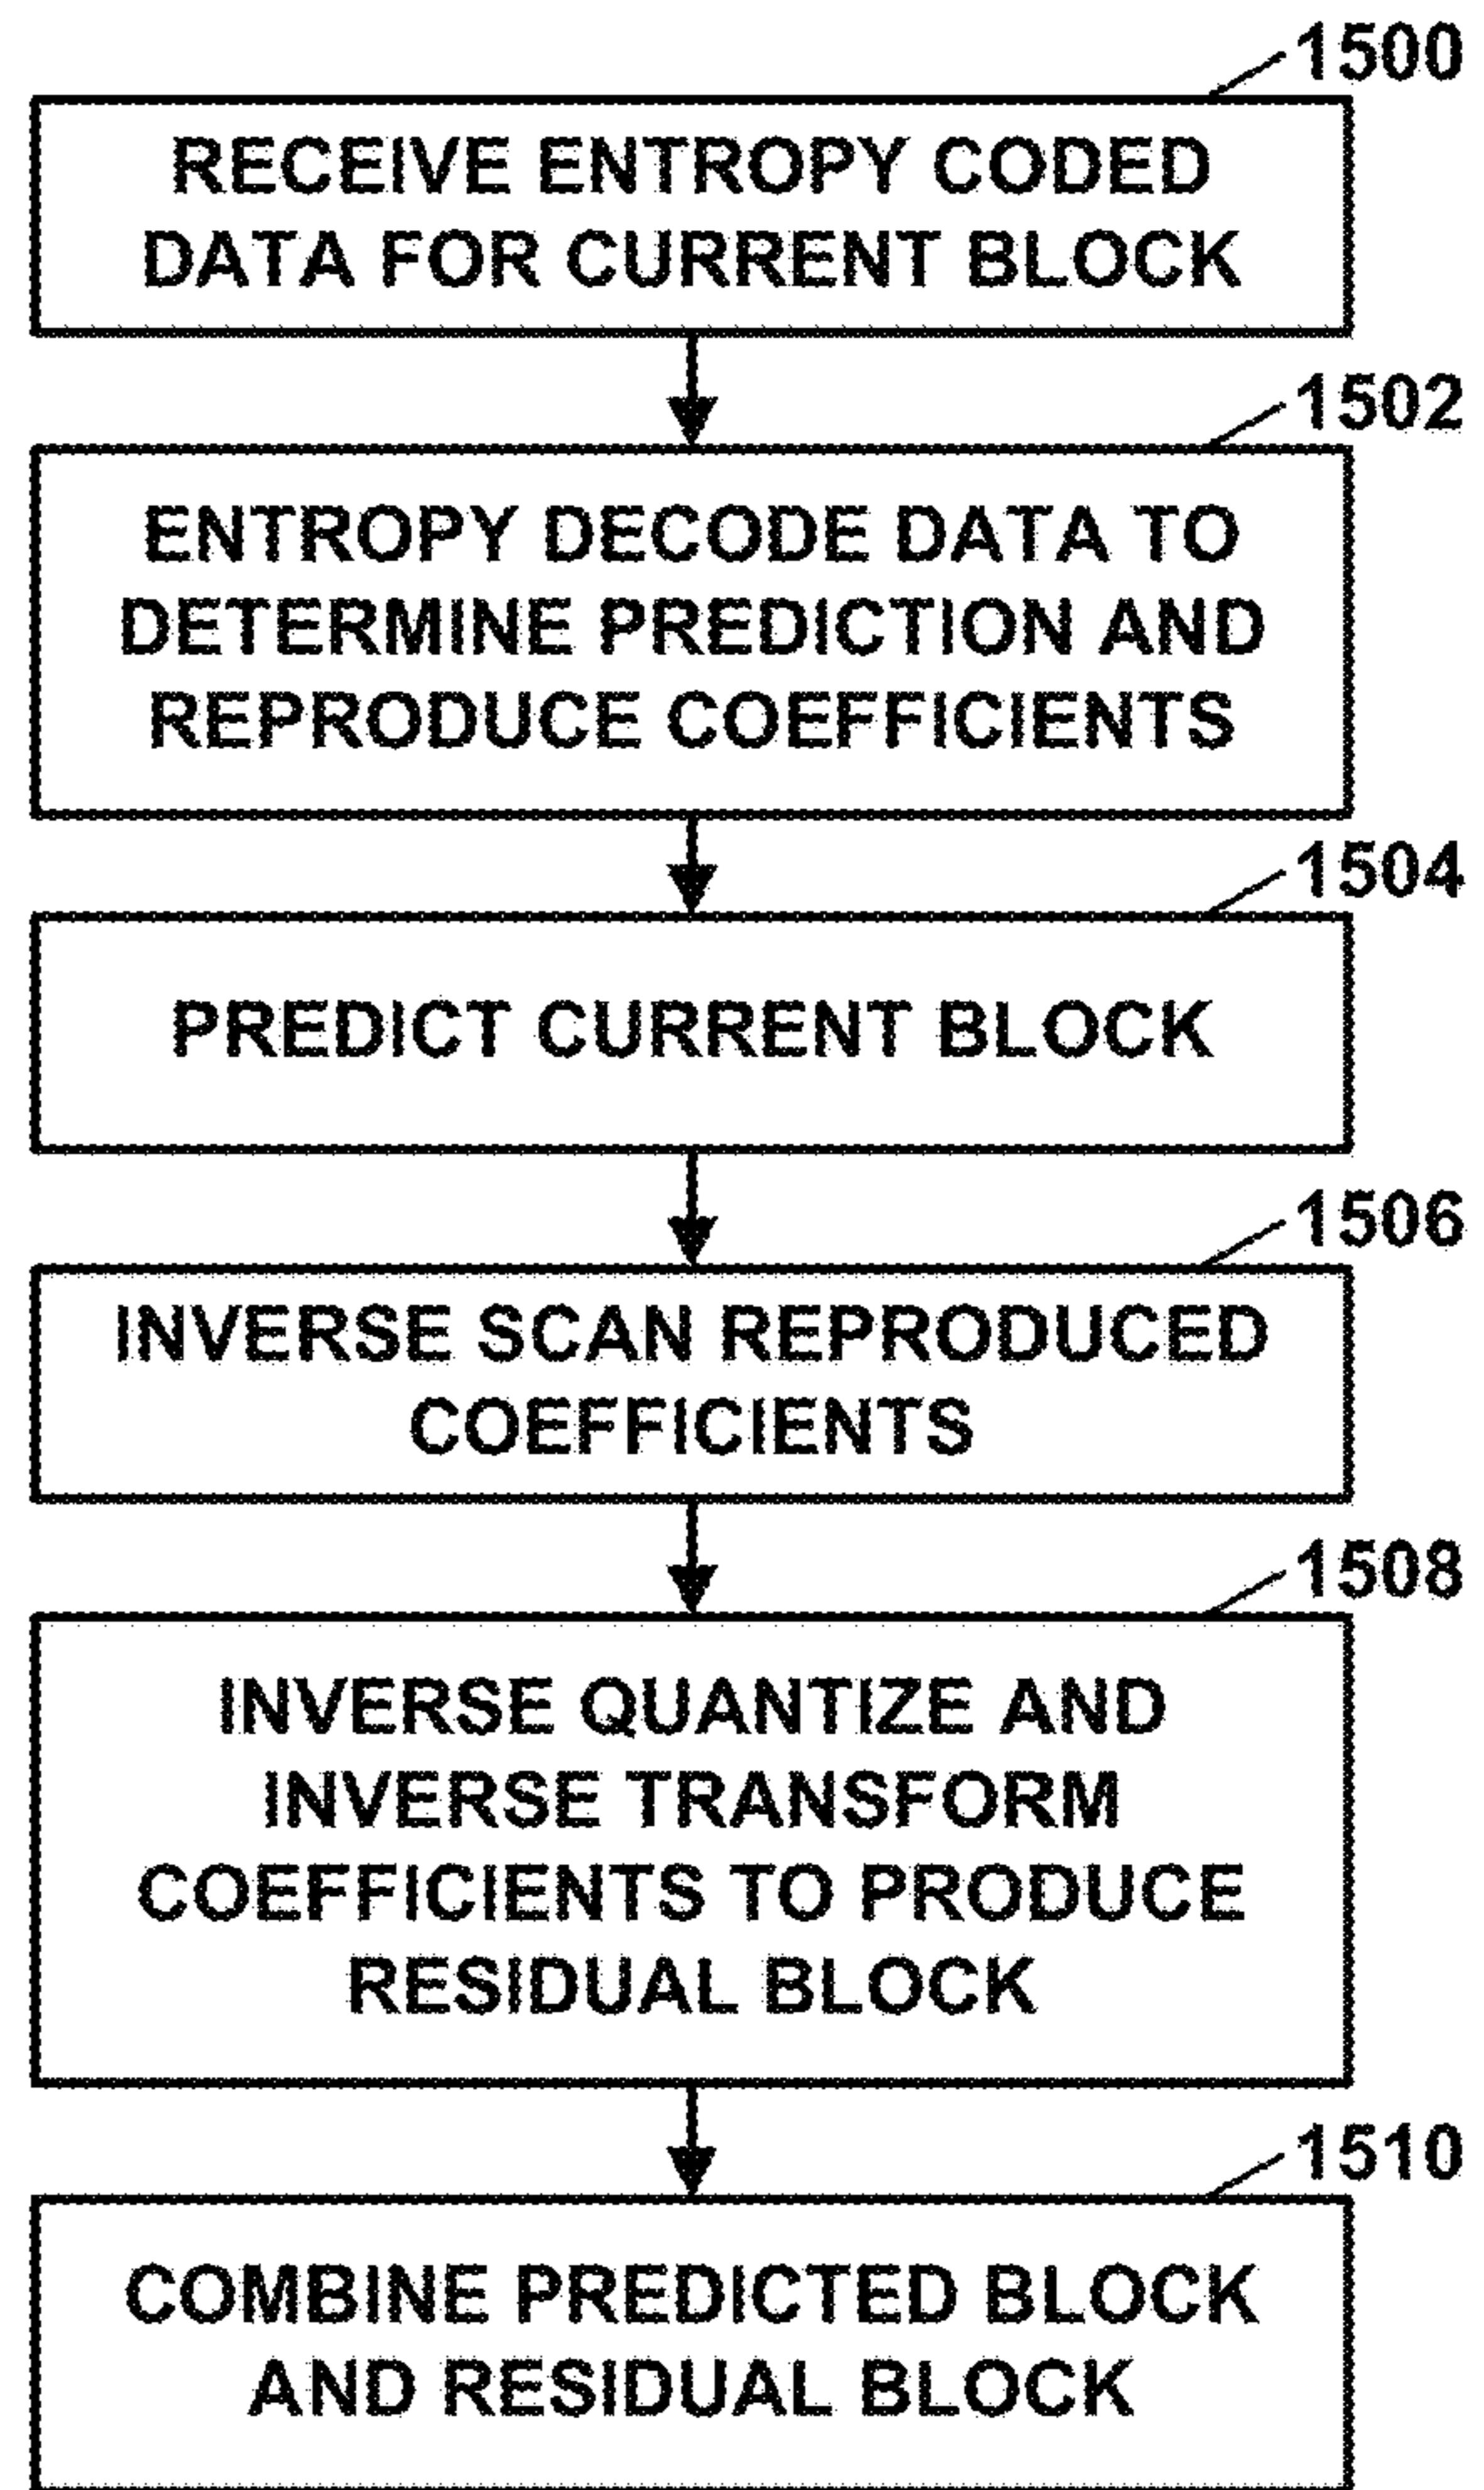 1500
RECEIVE ENTROPY CODED
DATA FOR CURRENT BLOCK
1502
ENTROPY DECODE DATA TO
DETERMINE PREDICTION AND
REPRODUCE COEFFICIENTS
1504
PREDICT CURRENT BLOCK
1506
INVERSE SCAN REPRODUCED
COEFFICIENTS
1508
INVERSE QUANTIZE AND
INVERSE TRANSFORM
COEFFICIENTS TO PRODUCE
RESIDUAL BLOCK
1510
COMBINE PREDICTED BLOCK
AND RESIDUAL BLOCK